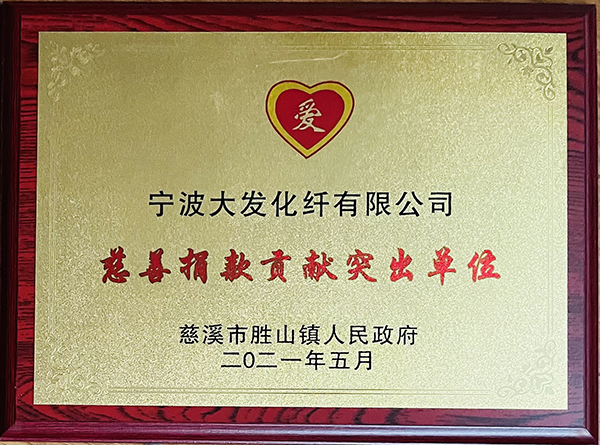 爱
宁波大发化纤有限公司
慈善捐款贡献突出单位
慈溪市胜山镇人民政府
二〇二一年五月